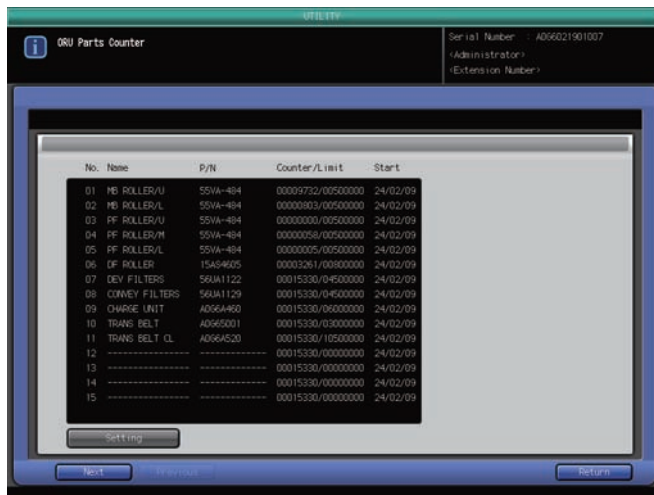 UTILITY
ORU Parts Counter
Serial Number : A0G6021901007
<Administrator>
<Extension Number>
No. Name P/N Counter/Limit Start
01 MB ROLLER/U 55VA-484 00009732/00500000 24/02/09
02 MB ROLLER/L 55VA-484 00000803/00500000 24/02/09
03 PF ROLLER/U 55VA-484 00000000/00500000 24/02/09
04 PF ROLLER/M 55VA-484 00000058/00500000 24/02/09
05 PF ROLLER/L 55VA-484 00000005/00500000 24/02/09
06 DF ROLLER 15AS4605 00003261/00800000 24/02/09
07 DEV FILTERS 56UA1122 00015330/04500000 24/02/09
08 CONVEY FILTERS 56UA1129 00015330/04500000 24/02/09
09 CHARGE UNIT A0G6A460 00015330/06000000 24/02/09
10 TRANS BELT A0G65001 00015330/03000000 24/02/09
11 TRANS BELT CL A0G6A520 00015330/10500000 24/02/09
12 ---------------- ------------- 00015330/00000000 24/02/09
13 ---------------- ------------- 00015330/00000000 24/02/09
14 ---------------- ------------- 00015330/00000000 24/02/09
15 ---------------- ------------- 00015330/00000000 24/02/09
Setting
Next Previous Return